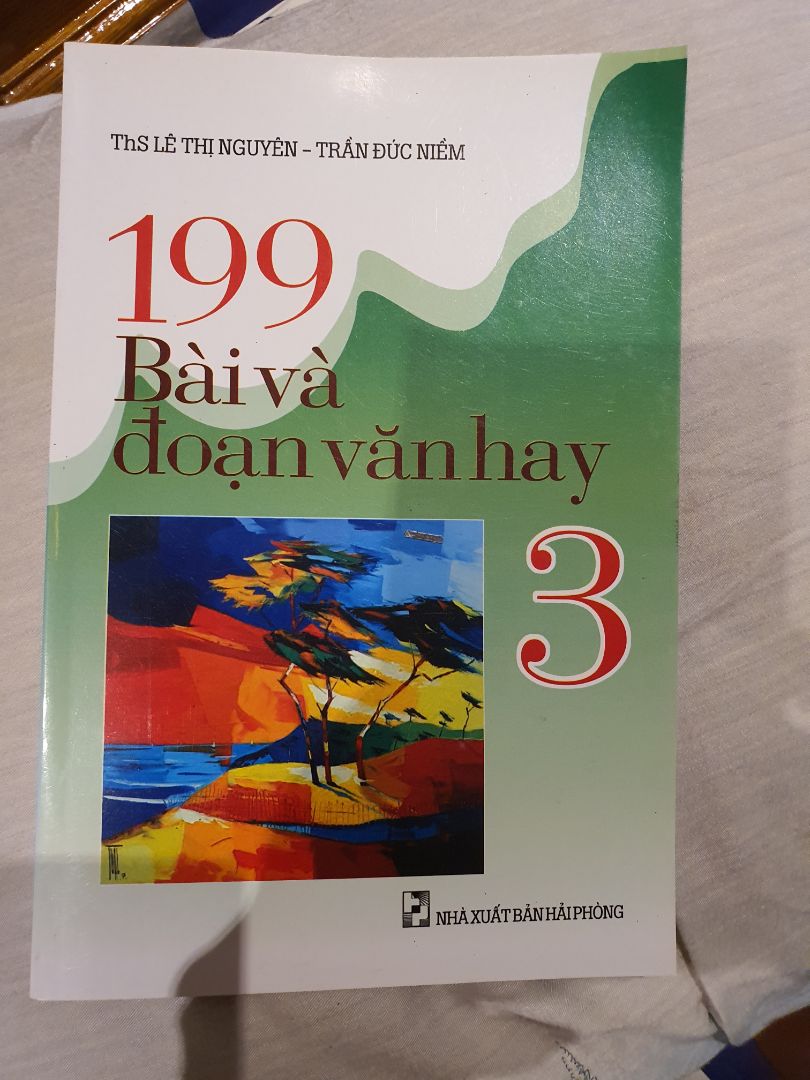 ThS LÊ THỊ NGUYÊN – TRẦN ĐỨC NIỀM
199
Bài và
đoạn văn hay
3
NHÀ XUẤT BẢN HẢI PHÒNG